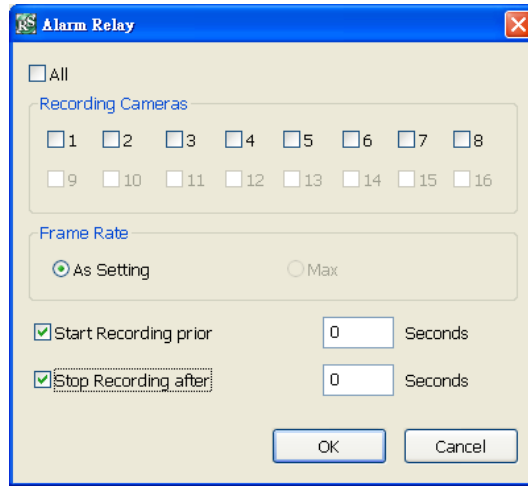 RS Alarm Relay
All
Recording Cameras
1 2 3 4 5 6 7 8
9 10 11 12 13 14 15 16
Frame Rate
As Setting Max
Start Recording prior 0 Seconds
Stop Recording after 0 Seconds
OK Cancel